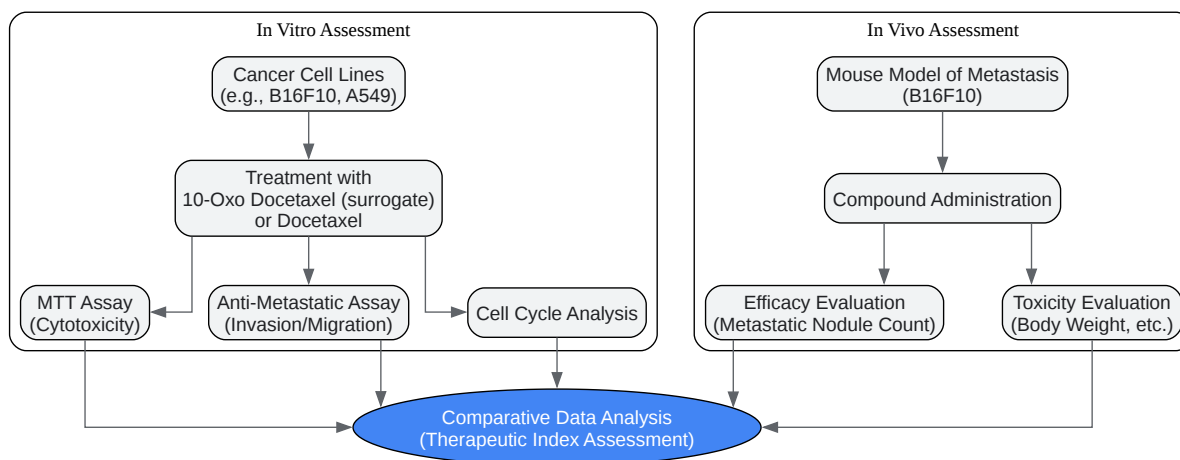 In Vitro Assessment
Cancer Cell Lines
(e.g., B16F10, A549)
Treatment with
10-Oxo Docetaxel (surrogate)
or Docetaxel
MTT Assay
(Cytotoxicity)
Anti-Metastatic Assay
(Invasion/Migration)
Cell Cycle Analysis
In Vivo Assessment
Mouse Model of Metastasis
(B16F10)
Compound Administration
Efficacy Evaluation
(Metastatic Nodule Count)
Toxicity Evaluation
(Body Weight, etc.)
Comparative Data Analysis
(Therapeutic Index Assessment)